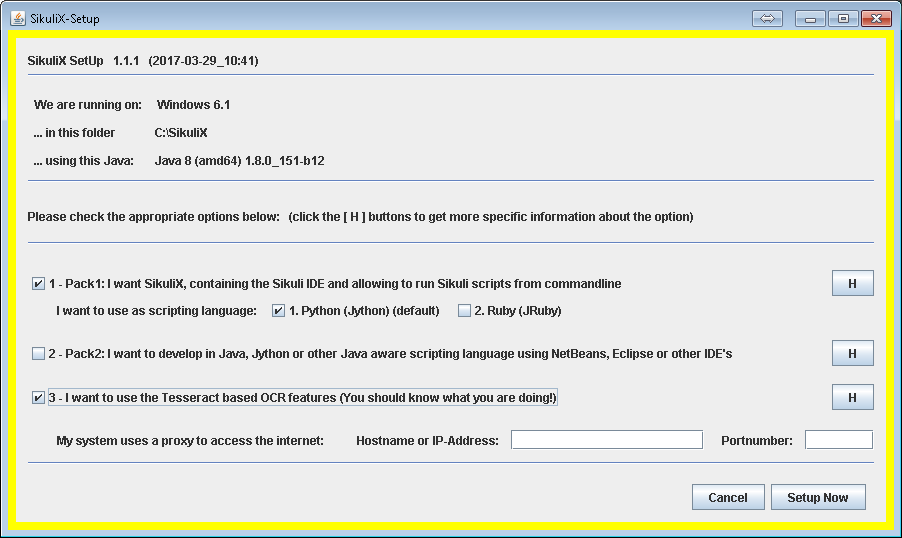 SikuliX-Setup
SikuliX SetUp 1.1.1 (2017-03-29_10:41)
We are running on: Windows 6.1
... in this folder C:\SikuliX
... using this Java: Java 8 (amd64) 1.8.0_151-b12
Please check the appropriate options below: (click the [ H ] buttons to get more specific information about the option)
1 - Pack1: I want SikuliX, containing the Sikuli IDE and allowing to run Sikuli scripts from commandline H
I want to use as scripting language: 1. Python (Jython) (default) 2. Ruby (JRuby)
2 - Pack2: I want to develop in Java, Jython or other Java aware scripting language using NetBeans, Eclipse or other IDE's H
3 - I want to use the Tesseract based OCR features (You should know what you are doing!) H
My system uses a proxy to access the internet: Hostname or IP-Address: Portnumber:
Cancel Setup Now